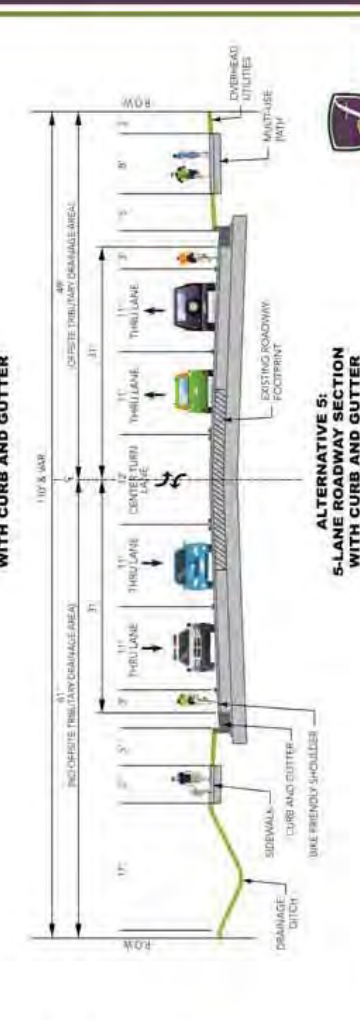 WITH CURB AND GUTTER
110' & VAR.
61'
49'
(NO OFFSITE TRIBUTARY DRAINAGE AREA)
(OFFSITE TRIBUTARY DRAINAGE AREA)
31'
31'
R.O.W
17'
5'
5'
3'
11'
THRU LANE
11'
THRU LANE
12'
CENTER TURN
LANE
11'
THRU LANE
11'
THRU LANE
3'
5'
8'
R.O.W
DRAINAGE
DITCH
SIDEWALK
CURB AND GUTTER
BIKE FRIENDLY SHOULDER
EXISTING ROADWAY
FOOTPRINT
MULTI-USE
PATH
OVERHEAD
UTILITIES
ALTERNATIVE 5:
5-LANE ROADWAY SECTION
WITH CURB AND GUTTER